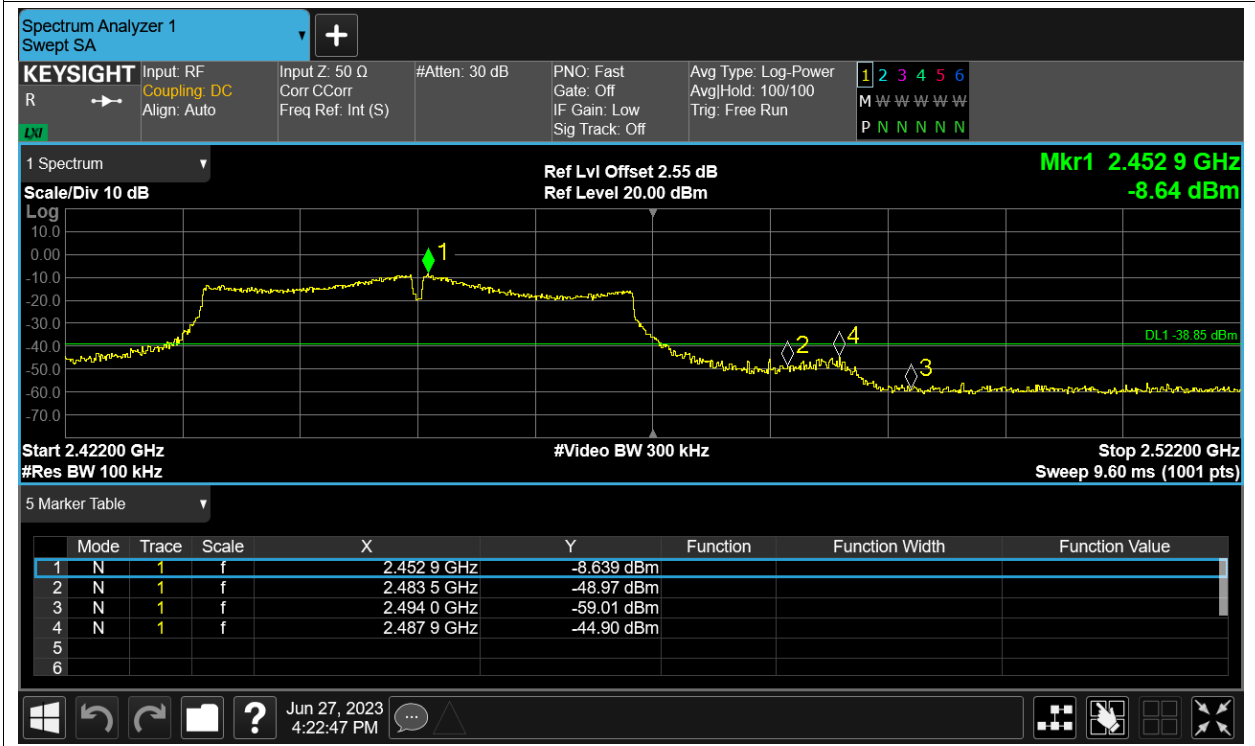 Spectrum Analyzer 1
Swept SA
+
KEYSIGHT
R
LXI
Input: RF
Coupling: DC
Align: Auto
Input Z: 50 Ω
Corr CCorr
Freq Ref: Int (S)
#Atten: 30 dB
PNO: Fast
Gate: Off
IF Gain: Low
Sig Track: Off
Avg Type: Log-Power
Avg|Hold: 100/100
Trig: Free Run
1 2 3 4 5 6
M W W W W W
P N N N N N
1 Spectrum
Scale/Div 10 dB
Ref Lvl Offset 2.55 dB
Ref Level 20.00 dBm
Mkr1 2.452 9 GHz
-8.64 dBm
Log
10.0
0.00
-10.0
-20.0
-30.0
-40.0
-50.0
-60.0
-70.0
1
2
4
3
DL1 -38.85 dBm
Start 2.42200 GHz
#Res BW 100 kHz
#Video BW 300 kHz
Stop 2.52200 GHz
Sweep 9.60 ms (1001 pts)
5 Marker Table
Mode Trace Scale X Y Function Function Width Function Value
1 N 1 f 2.452 9 GHz -8.639 dBm
2 N 1 f 2.483 5 GHz -48.97 dBm
3 N 1 f 2.494 0 GHz -59.01 dBm
4 N 1 f 2.487 9 GHz -44.90 dBm
5
6
?
Jun 27, 2023
4:22:47 PM